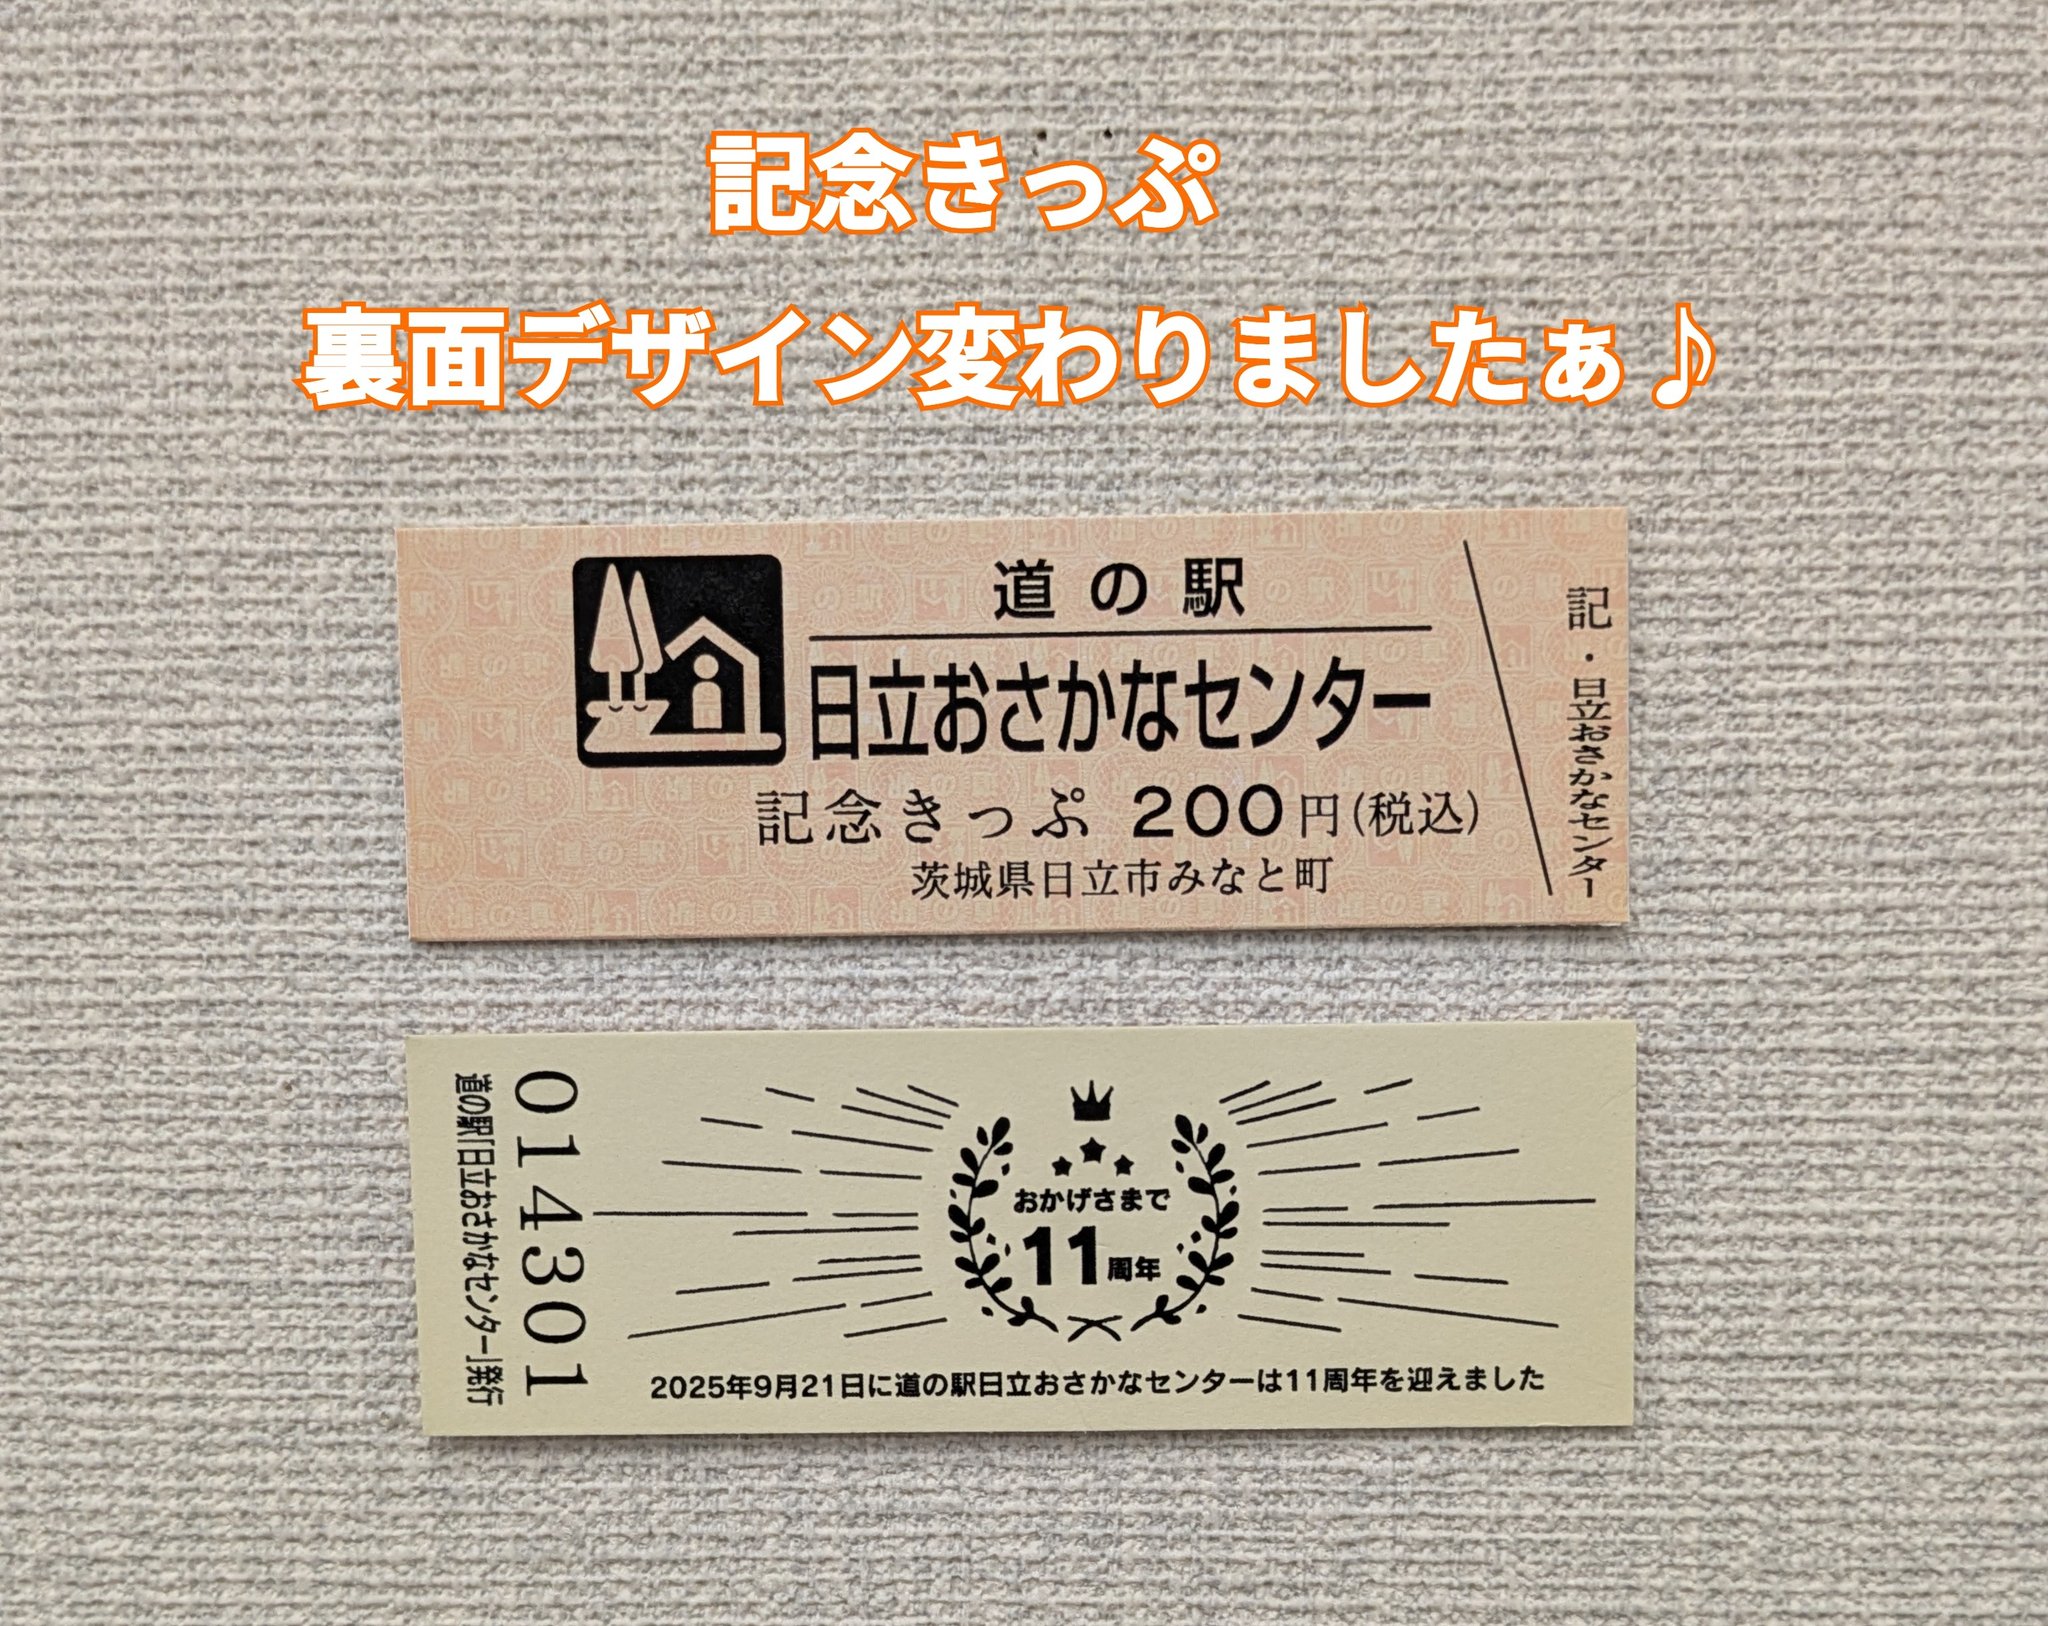 記念きっぷ
裏面デザイン変わりましたぁ♪
道の駅
日立おさかなセンター
記念きっぷ 200円(税込)
茨城県日立市みなと町
記・日立おさかなセンター
014301
道の駅「日立おさかなセンター」発行
おかげさまで
11周年
2025年9月21日に道の駅日立おさかなセンターは11周年を迎えました